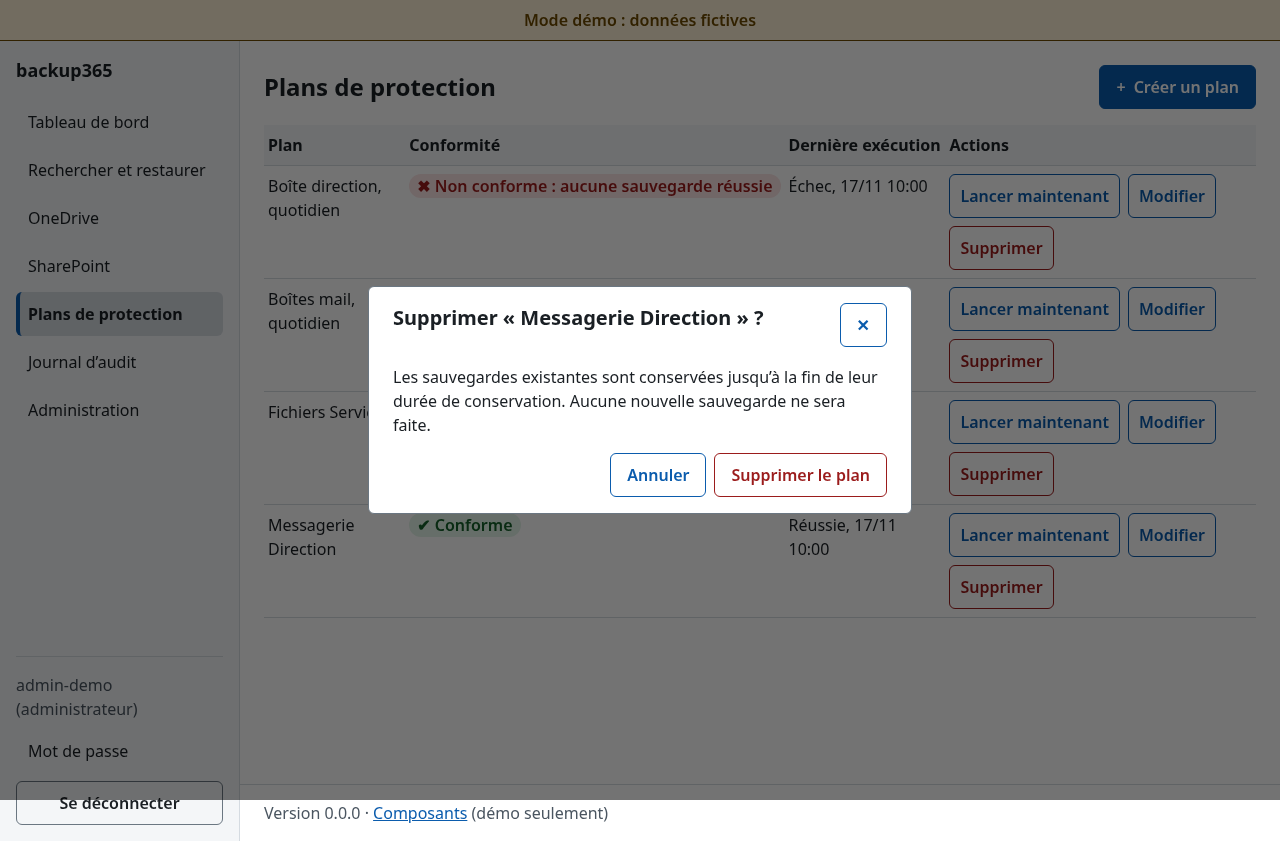 Mode démo : données fictives
backup365
Tableau de bord
Rechercher et restaurer
OneDrive
SharePoint
Plans de protection
Journal d’audit
Administration
admin-demo
(administrateur)
Mot de passe
Se déconnecter
Plans de protection
+ Créer un plan
Plan Conformité Dernière exécution Actions
Boîte direction,
quotidien
✖ Non conforme : aucune sauvegarde réussie
Échec, 17/11 10:00
Lancer maintenant Modifier
Supprimer
Boîtes mail,
quotidien
Lancer maintenant Modifier
Supprimer
Fichiers
Lancer maintenant Modifier
Supprimer
Messagerie
Direction
✔ Conforme
Réussie, 17/11
10:00
Lancer maintenant Modifier
Supprimer
Supprimer « Messagerie Direction » ?
×
Les sauvegardes existantes sont conservées jusqu’à la fin de leur
durée de conservation. Aucune nouvelle sauvegarde ne sera
faite.
Annuler Supprimer le plan
Version 0.0.0 · Composants (démo seulement)